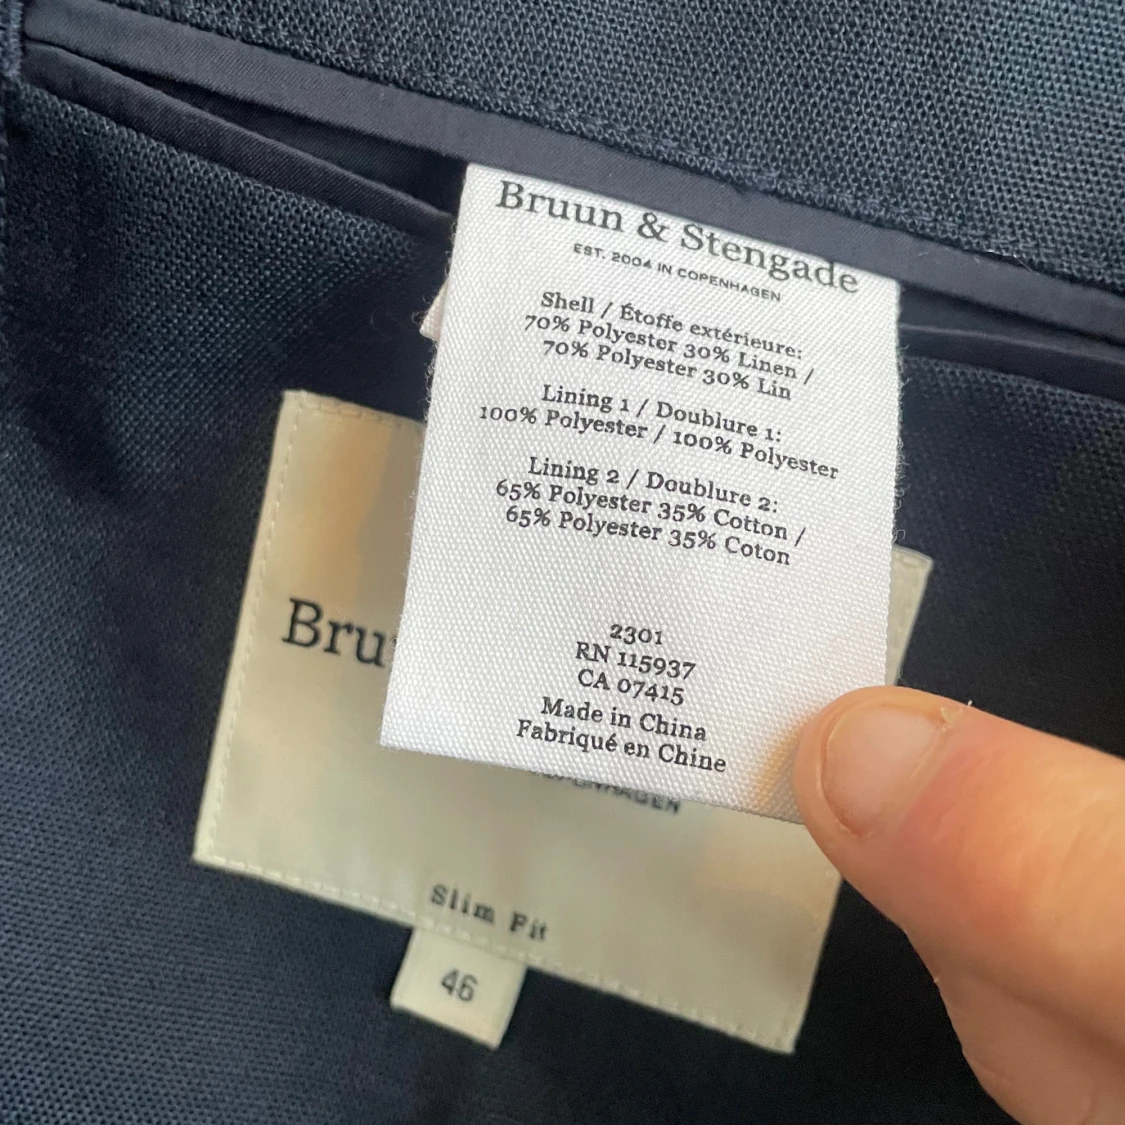 Bruun & Stengade
EST. 2004 IN COPENHAGEN
Shell / Étoffe extérieure:
70% Polyester 30% Linen /
70% Polyester 30% Lin
Lining 1 / Doublure 1:
100% Polyester / 100% Polyester
Lining 2 / Doublure 2:
65% Polyester 35% Cotton /
65% Polyester 35% Coton
2301
RN 115937
CA 07415
Made in China
Fabriqué en Chine
Slim Fit
46